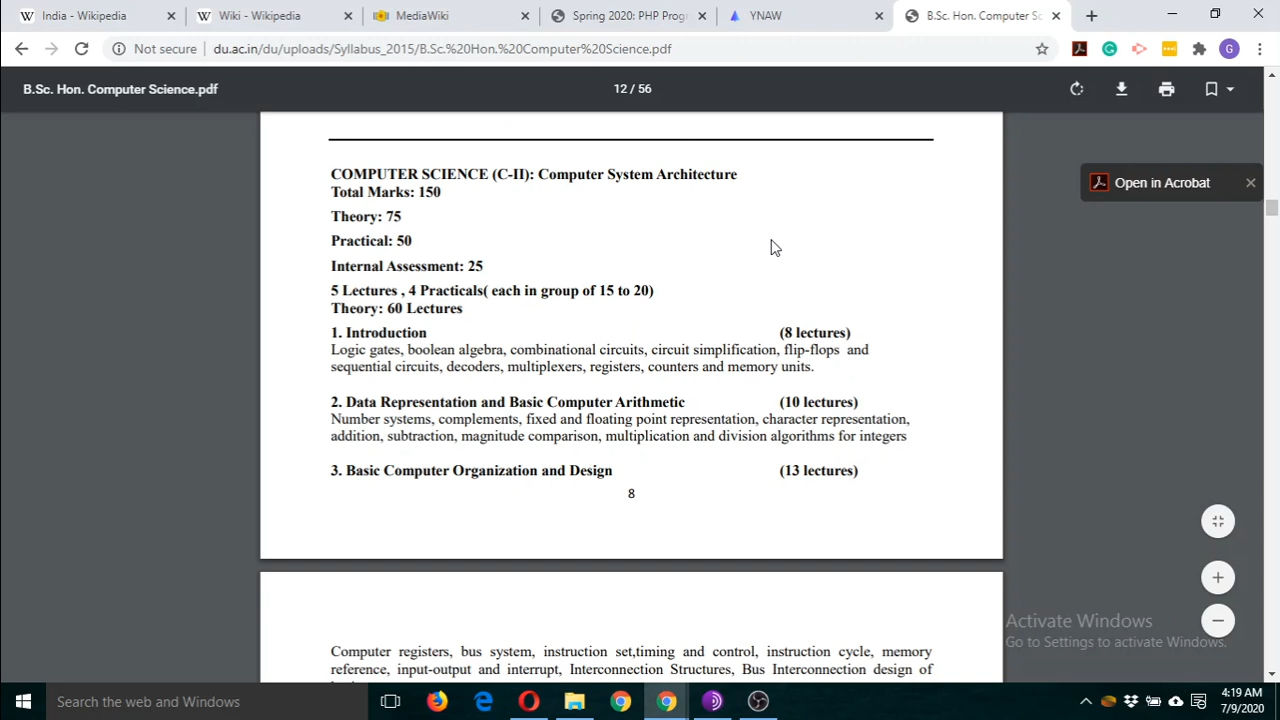 India - Wikipedia
Wiki - Wikipedia
MediaWiki
Spring 2020: PHP Prog
YNAW
B.Sc. Hon. Computer Sc
Not secure
du.ac.in/du/uploads/Syllabus_2015/B.Sc.%20Hon.%20Computer%20Science.pdf
G
B.Sc. Hon. Computer Science.pdf
12 / 56
Open in Acrobat
COMPUTER SCIENCE (C-II): Computer System Architecture
Total Marks: 150
Theory: 75
Practical: 50
Internal Assessment: 25
5 Lectures , 4 Practicals( each in group of 15 to 20)
Theory: 60 Lectures
1. Introduction (8 lectures)
Logic gates, boolean algebra, combinational circuits, circuit simplification, flip-flops and
sequential circuits, decoders, multiplexers, registers, counters and memory units.
2. Data Representation and Basic Computer Arithmetic (10 lectures)
Number systems, complements, fixed and floating point representation, character representation,
addition, subtraction, magnitude comparison, multiplication and division algorithms for integers
3. Basic Computer Organization and Design (13 lectures)
8
Computer registers, bus system, instruction set,timing and control, instruction cycle, memory
reference, input-output and interrupt, Interconnection Structures, Bus Interconnection design of
Activate Windows
Go to Settings to activate Windows.
Search the web and Windows
4:19 AM
7/9/2020